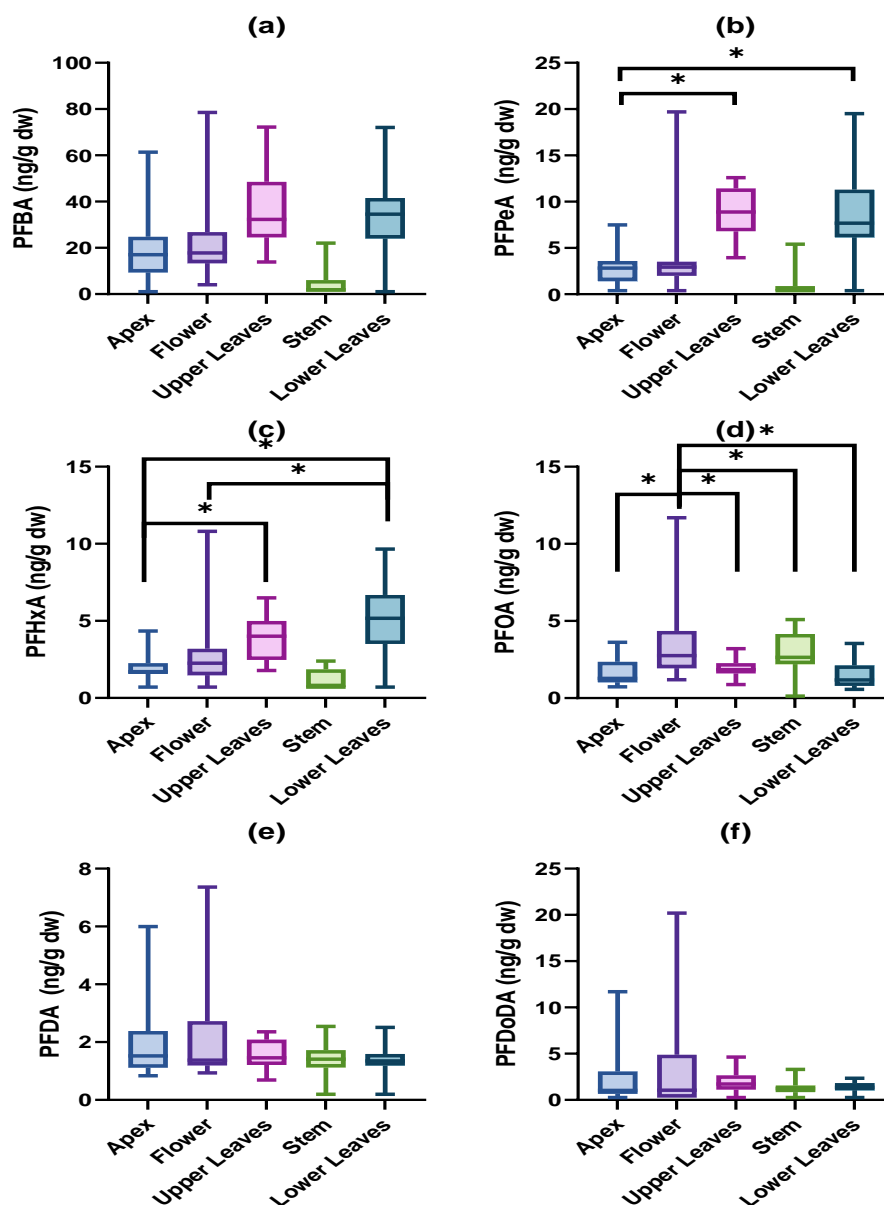 (a)
PFBA (ng/g dw)
100
80
60
40
20
0
Apex
Flower
Upper Leaves
Stem
Lower Leaves
(b)
PFPeA (ng/g dw)
25
20
15
10
5
0
*
*
Apex
Flower
Upper Leaves
Stem
Lower Leaves
(c)
PFHxA (ng/g dw)
15
10
5
0
*
*
*
Apex
Flower
Upper Leaves
Stem
Lower Leaves
(d)
PFOA (ng/g dw)
15
10
5
0
*
*
*
*
Apex
Flower
Upper Leaves
Stem
Lower Leaves
(e)
PFDA (ng/g dw)
8
6
4
2
0
Apex
Flower
Upper Leaves
Stem
Lower Leaves
(f)
PFDoDA (ng/g dw)
25
20
15
10
5
0
Apex
Flower
Upper Leaves
Stem
Lower Leaves